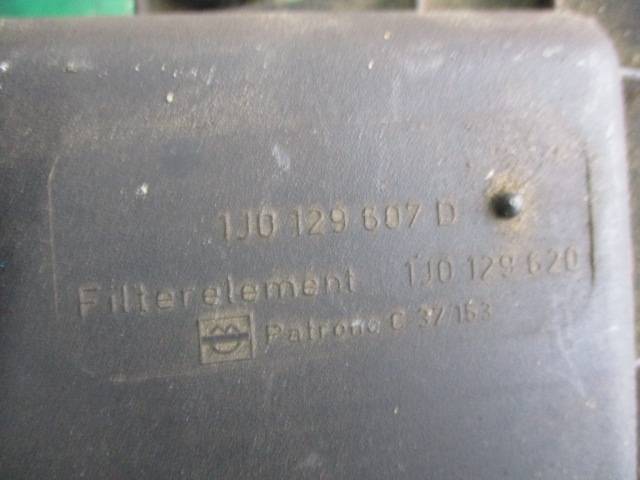 1J0 129 607 D
Filterelement 1J0 129 620
Patrone C 37/153